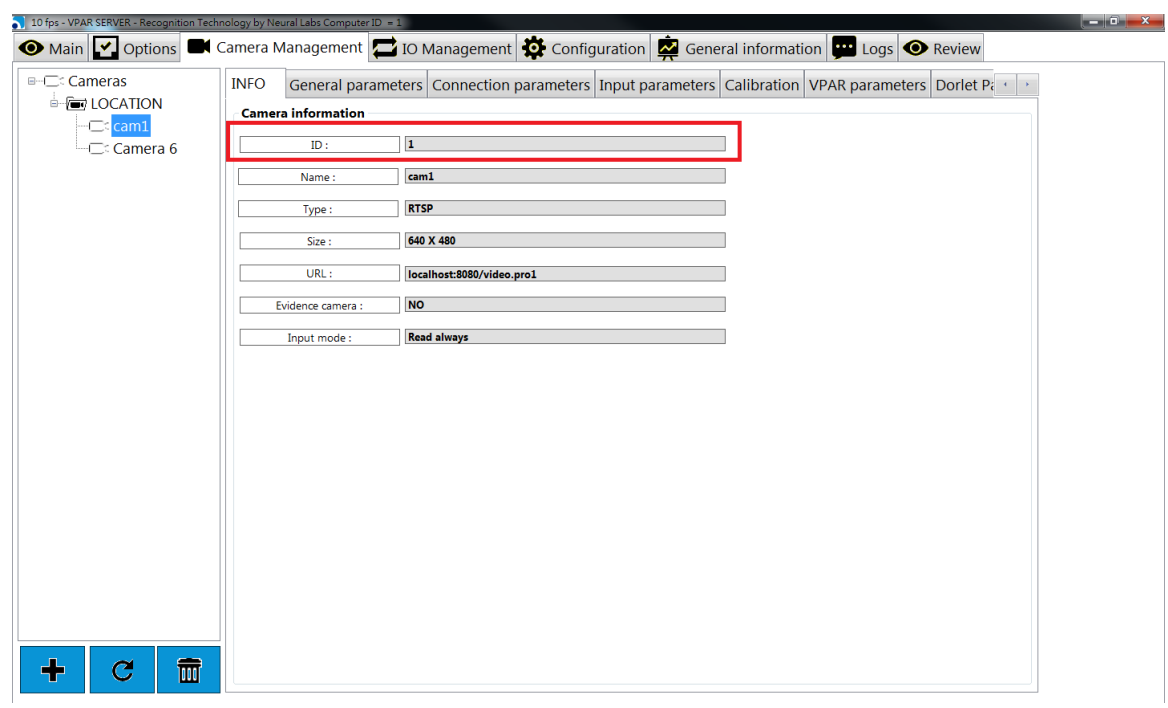 10 fps - VPAR SERVER - Recognition Technology by Neural Labs Computer ID = 1
Main Options Camera Management IO Management Configuration General information Logs Review
Cameras
LOCATION
cam1
Camera 6
INFO General parameters Connection parameters Input parameters Calibration VPAR parameters Dorlet Pa
Camera information
ID : 1
Name : cam1
Type : RTSP
Size : 640 X 480
URL : localhost:8080/video.pro1
Evidence camera : NO
Input mode : Read always